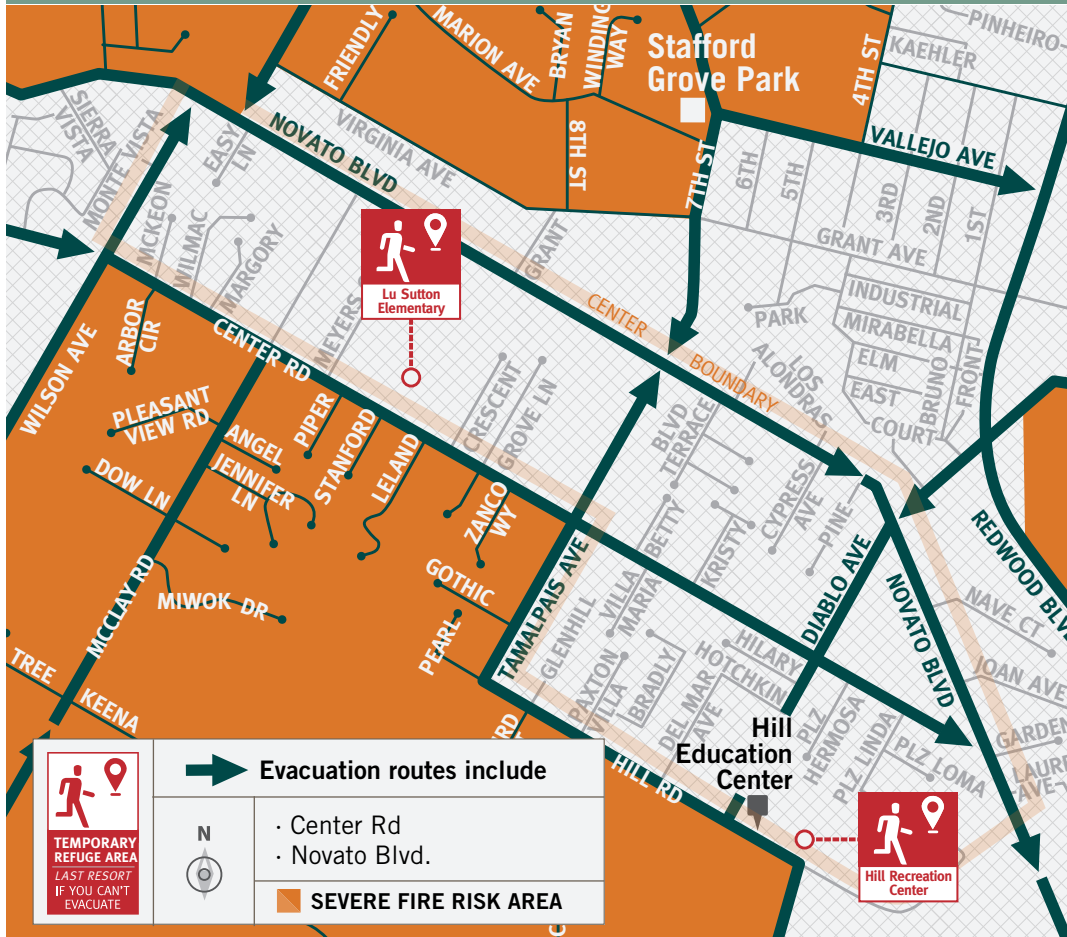 PINHEIRO
KAEHLER
4TH ST
MARION AVE
BRYAN
WINDING
WAY
FRIENDLY
Stafford
Grove Park
VALLEJO AVE
SIERRA
VISTA
MONTE VISTA
EASY
LN
NOVATO BLVD
VIRGINIA AVE
8TH ST
7TH ST
6TH
5TH
3RD
2ND
1ST
MCKEON
WILMAC
MARGORY
GRANT
GRANT AVE
Lu Sutton
Elementary
INDUSTRIAL
MIRABELLA
PARK
ELM
EAST
COURT
BRUNO
FRONT
CENTER
BOUNDARY
LOS
ALONDRAS
WILSON AVE
ARBOR
CIR
CENTER RD
MEYERS
CRESCENT
GROVE LN
BLVD
TERRACE
PLEASANT
VIEW RD
ANGEL
PIPER
STANFORD
LELAND
JENNIFER
LN
DOW LN
ZANCO
WY
CYPRESS
AVE
PINE
BETTY
KRISTY
REDWOOD BLVD
GOTHIC
TAMALPAIS AVE
VILLA
MARIA
DIABLO AVE
NOVATO BLVD
NAVE CT
MCCLAY RD
MIWOK DR
PEARL
GLENHILL
PAXTON
VILLA
BRADLY
HILARY
HOTCHKIN
DEL MAR
AVE
JOAN AVE
TREE
KEENA
PLZ
HERMOSA
PLZ LINDA
PLZ LOMA
GARDEN
LAUREL
AVE
Hill
Education
Center
HILL RD
Hill Recreation
Center
TEMPORARY
REFUGE AREA
LAST RESORT
IF YOU CAN'T
EVACUATE
Evacuation routes include
N
· Center Rd
· Novato Blvd.
SEVERE FIRE RISK AREA